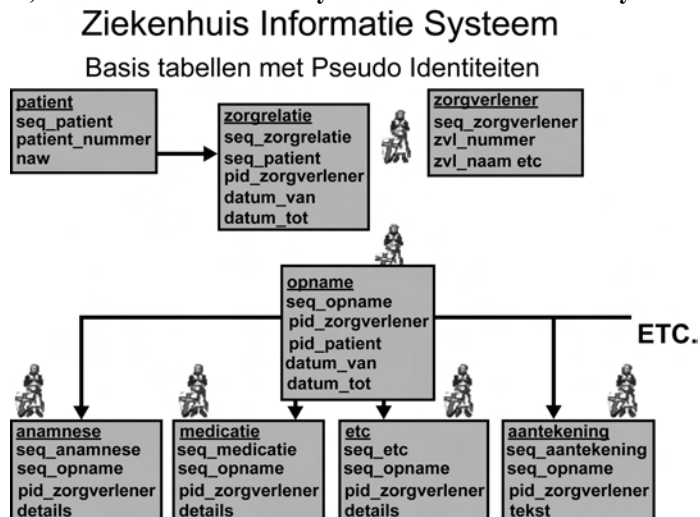 Ziekenhuis Informatie Systeem
Basis tabellen met Pseudo Identiteiten
patient
seq_patient
patient_nummer
naw
zorgrelatie
seq_zorgrelatie
seq_patient
pid_zorgverlener
datum_van
datum_tot
zorgverlener
seq_zorgverlener
zvl_nummer
zvl_naam etc
opname
seq_opname
pid_zorgverlener
pid_patient
datum_van
datum_tot
ETC.
anamnese
seq_anamnese
seq_opname
pid_zorgverlener
details
medicatie
seq_medicatie
seq_opname
pid_zorgverlener
details
etc
seq_etc
seq_opname
pid_zorgverlener
details
aantekening
seq_aantekening
seq_opname
pid_zorgverlener
tekst